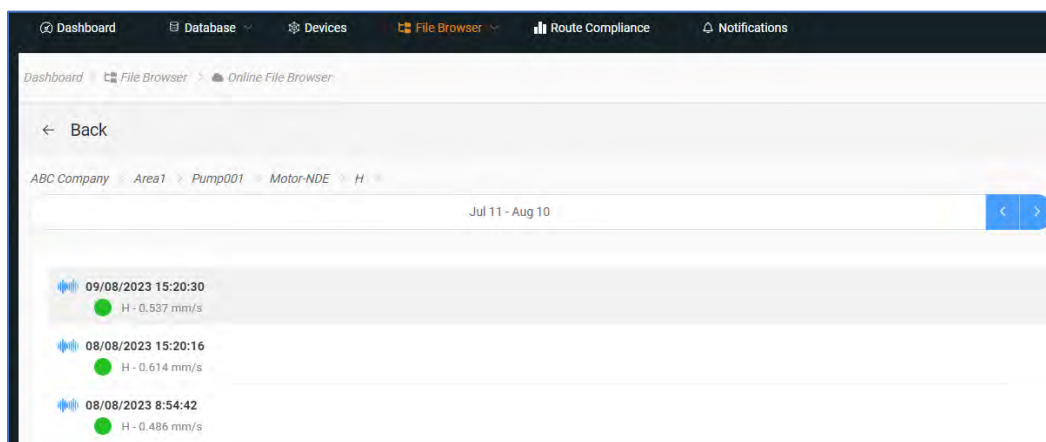 Dashboard Database Devices File Browser Route Compliance Notifications
Dashboard File Browser Online File Browser
← Back
ABC Company Area1 Pump001 Motor-NDE H
Jul 11 - Aug 10
09/08/2023 15:20:30
H - 0.537 mm/s
08/08/2023 15:20:16
H - 0.614 mm/s
08/08/2023 8:54:42
H - 0.486 mm/s